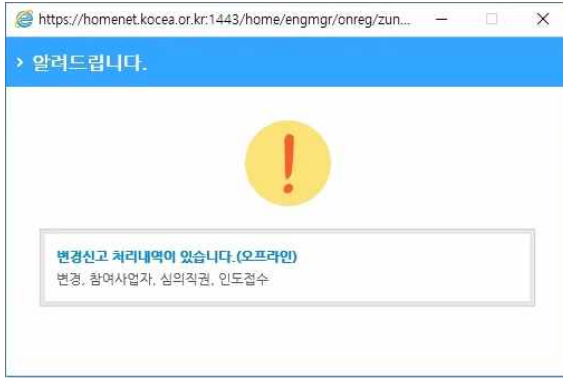 https://homenet.kocea.or.kr:1443/home/engmgr/onreg/zun...
알려드립니다.
변경신고 처리내역이 있습니다.(오프라인)
변경, 참여사업자, 심의직권, 인도접수